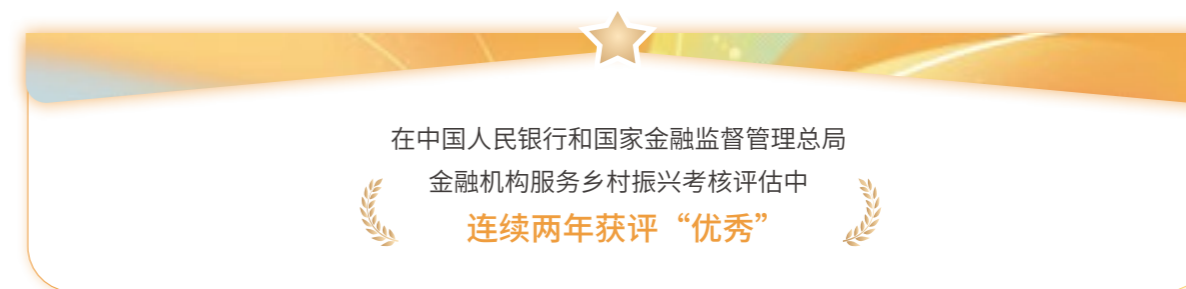 在中国人民银行和国家金融监督管理总局
金融机构服务乡村振兴考核评估中
连续两年获评“优秀”